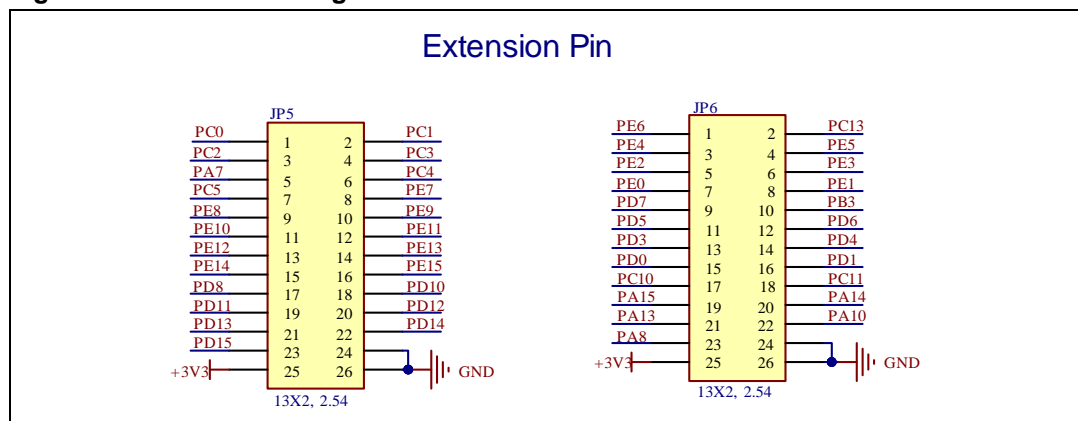 Extension Pin
JP5
PC0 1 2 PC1
PC2 3 4 PC3
PA7 5 6 PC4
PC5 7 8 PE7
PE8 9 10 PE9
PE10 11 12 PE11
PE12 13 14 PE13
PE14 15 16 PE15
PD8 17 18 PD10
PD11 19 20 PD12
PD13 21 22 PD14
PD15 23 24
+3V3 25 26 GND
13X2, 2.54
JP6
PE6 1 2 PC13
PE4 3 4 PE5
PE2 5 6 PE3
PE0 7 8 PE1
PD7 9 10 PB3
PD5 11 12 PD6
PD3 13 14 PD4
PD0 15 16 PD1
PC10 17 18 PC11
PA15 19 20 PA14
PA13 21 22 PA10
PA8 23 24
+3V3 25 26 GND
13X2, 2.54